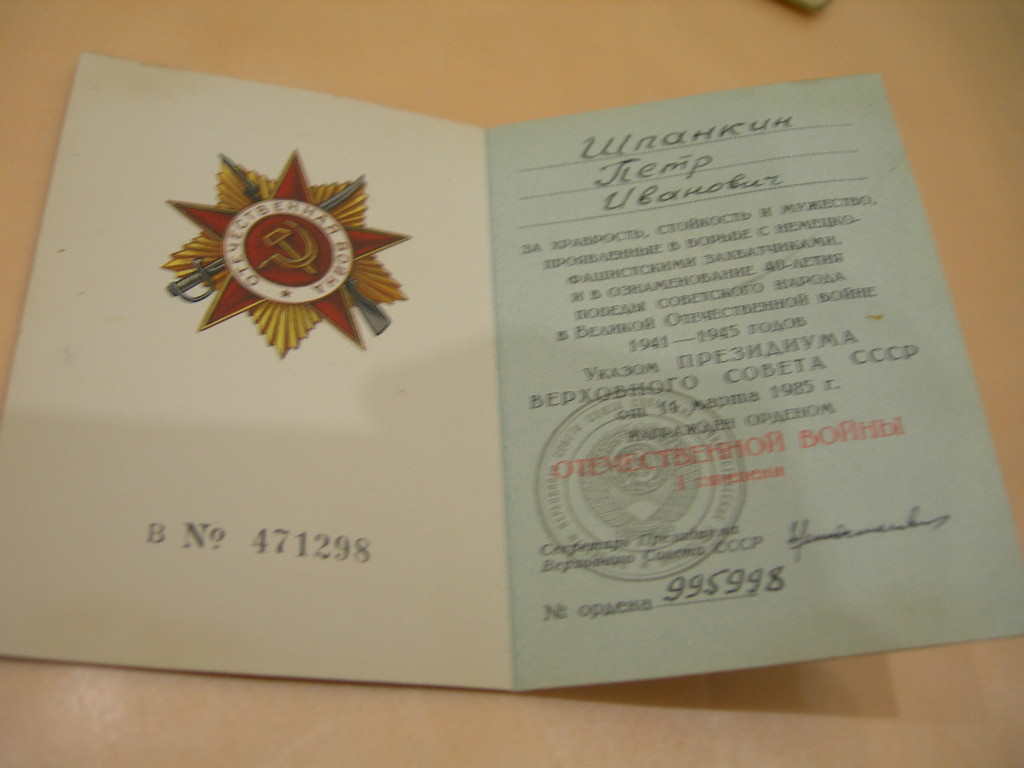 ОТЕЧЕСТВЕННАЯ ВОЙНА
В № 471298
Шпанкин
Петр
Иванович
ЗА ХРАБРОСТЬ, СТОЙКОСТЬ И МУЖЕСТВО,
ПРОЯВЛЕННЫЕ В БОРЬБЕ С НЕМЕЦКО-
ФАШИСТСКИМИ ЗАХВАТЧИКАМИ,
И В ОЗНАМЕНОВАНИЕ 40-ЛЕТИЯ
ПОБЕДЫ СОВЕТСКОГО НАРОДА
В ВЕЛИКОЙ ОТЕЧЕСТВЕННОЙ ВОЙНЕ
1941—1945 ГОДОВ
УКАЗОМ ПРЕЗИДИУМА
ВЕРХОВНОГО СОВЕТА СССР
от 11 марта 1985 г.
НАГРАЖДЕН ОРДЕНОМ
ОТЕЧЕСТВЕННОЙ ВОЙНЫ
I степени
Секретарь Президиума
Верховного Совета СССР
№ ордена 995998